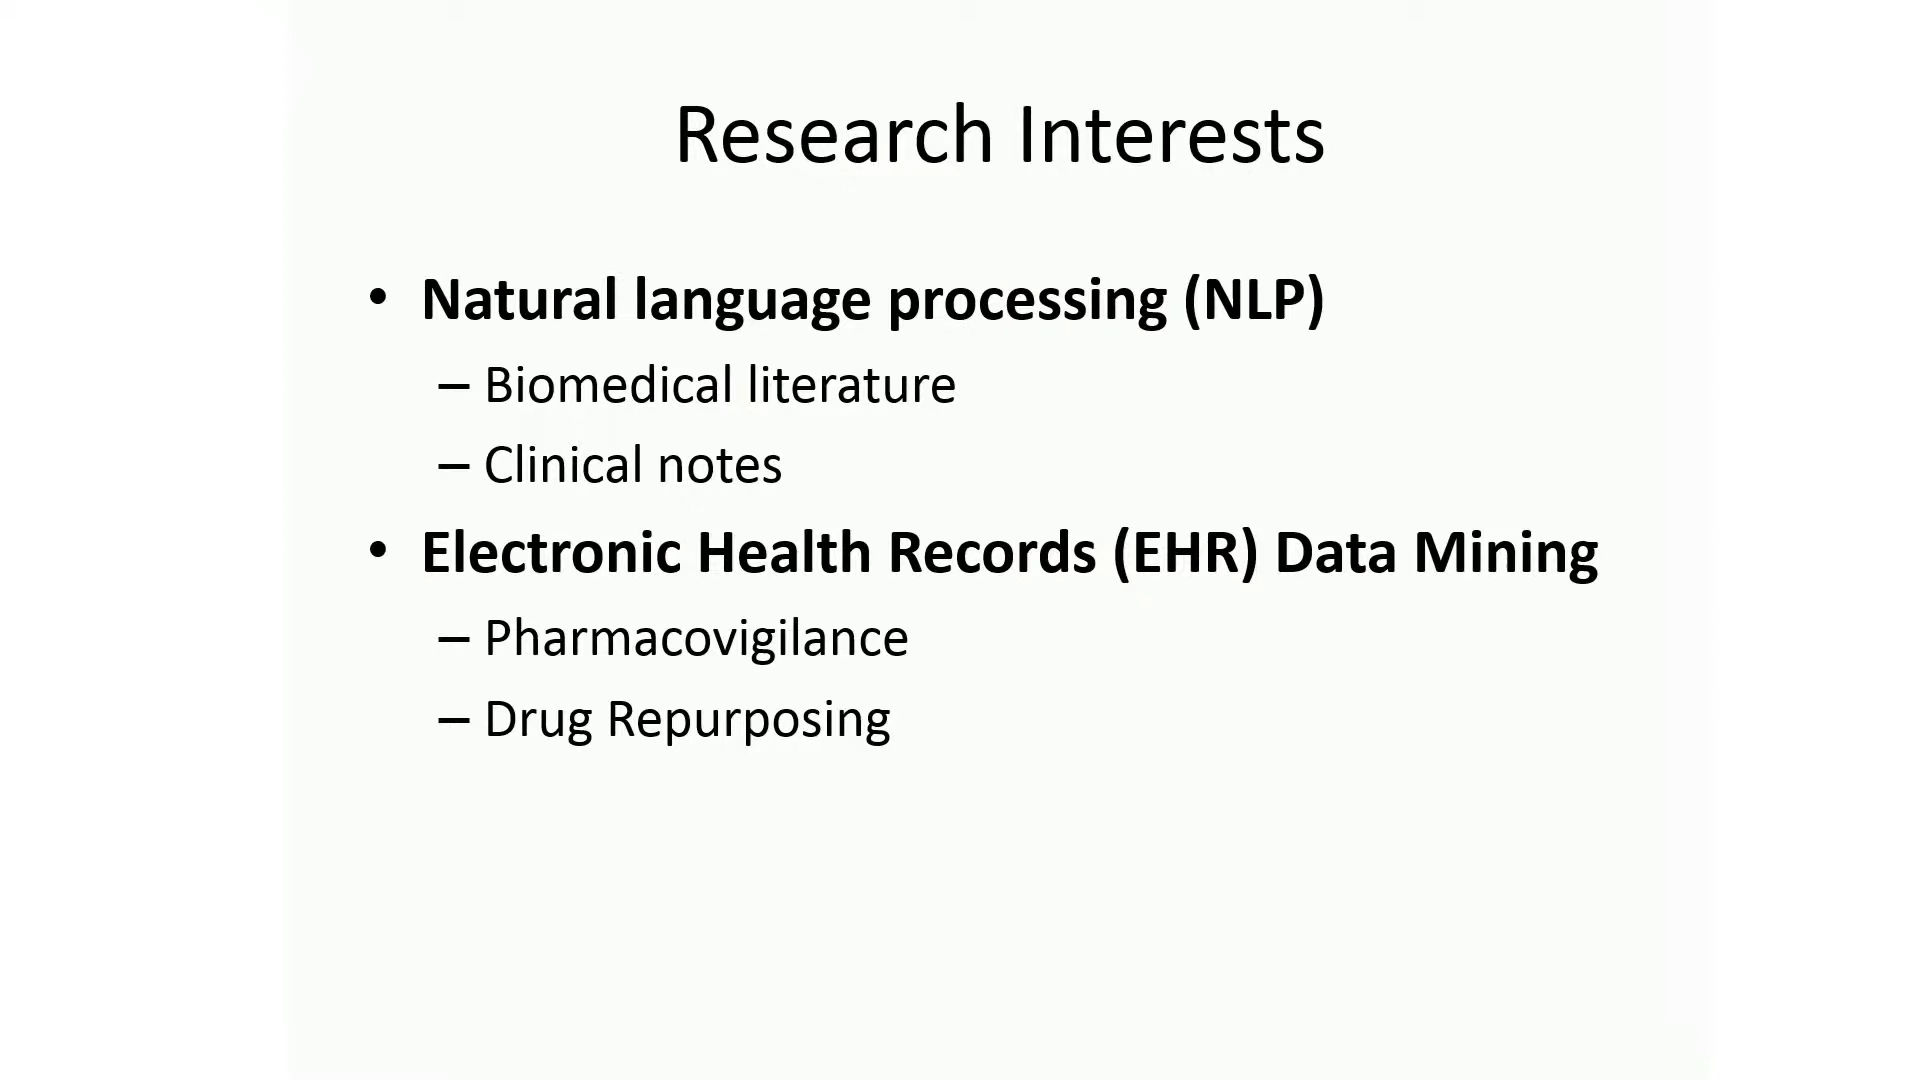 Research Interests
• Natural language processing (NLP)
– Biomedical literature
– Clinical notes
• Electronic Health Records (EHR) Data Mining
– Pharmacovigilance
– Drug Repurposing